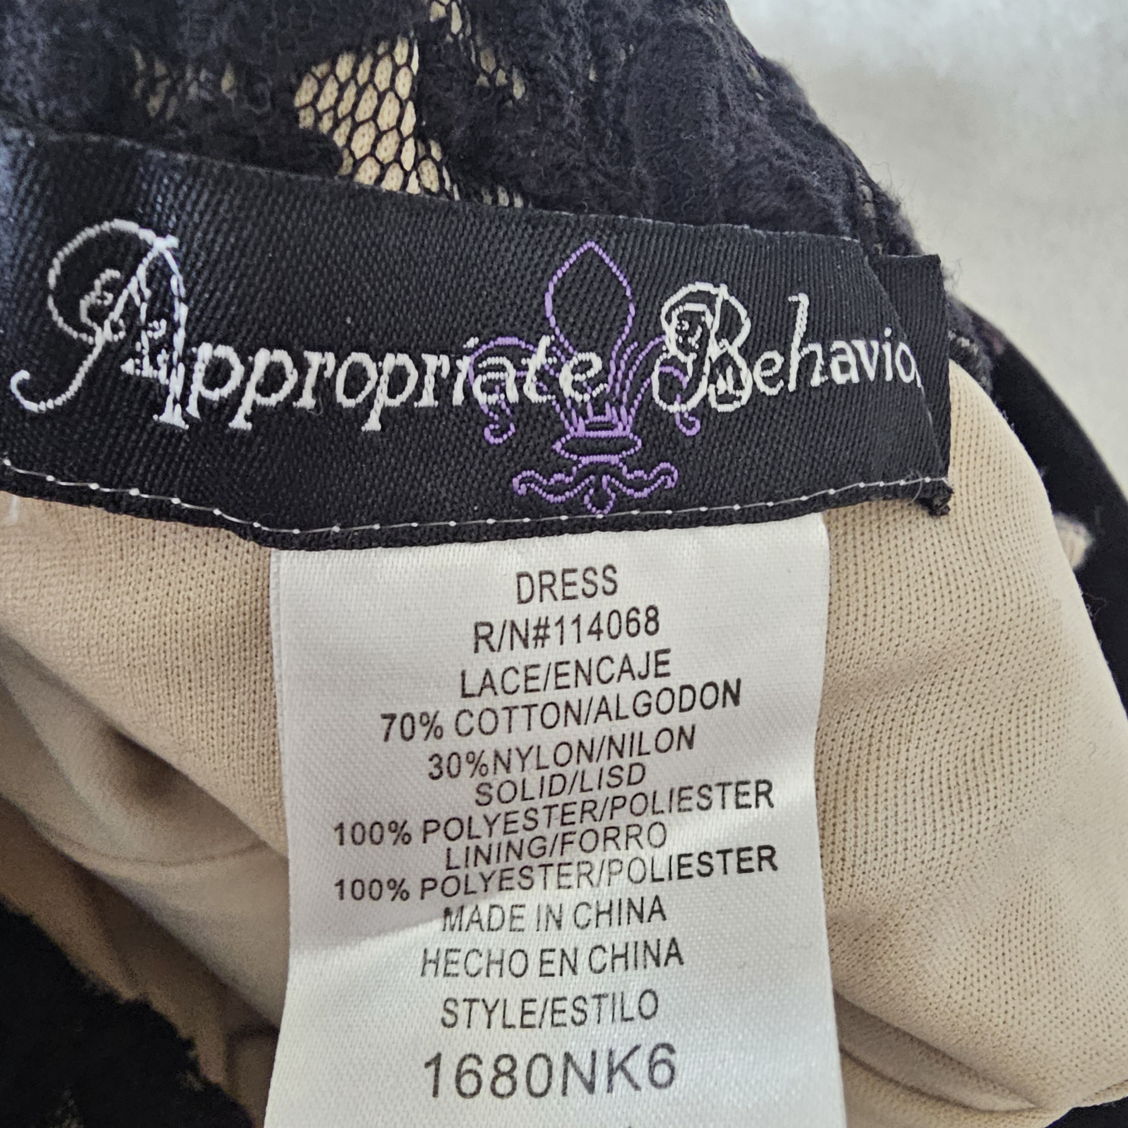 Appropriate Behavio
DRESS
R/N#114068
LACE/ENCAJE
70% COTTON/ALGODON
30%NYLON/NILON
SOLID/LISD
100% POLYESTER/POLIESTER
LINING/FORRO
100% POLYESTER/POLIESTER
MADE IN CHINA
HECHO EN CHINA
STYLE/ESTILO
1680NK6